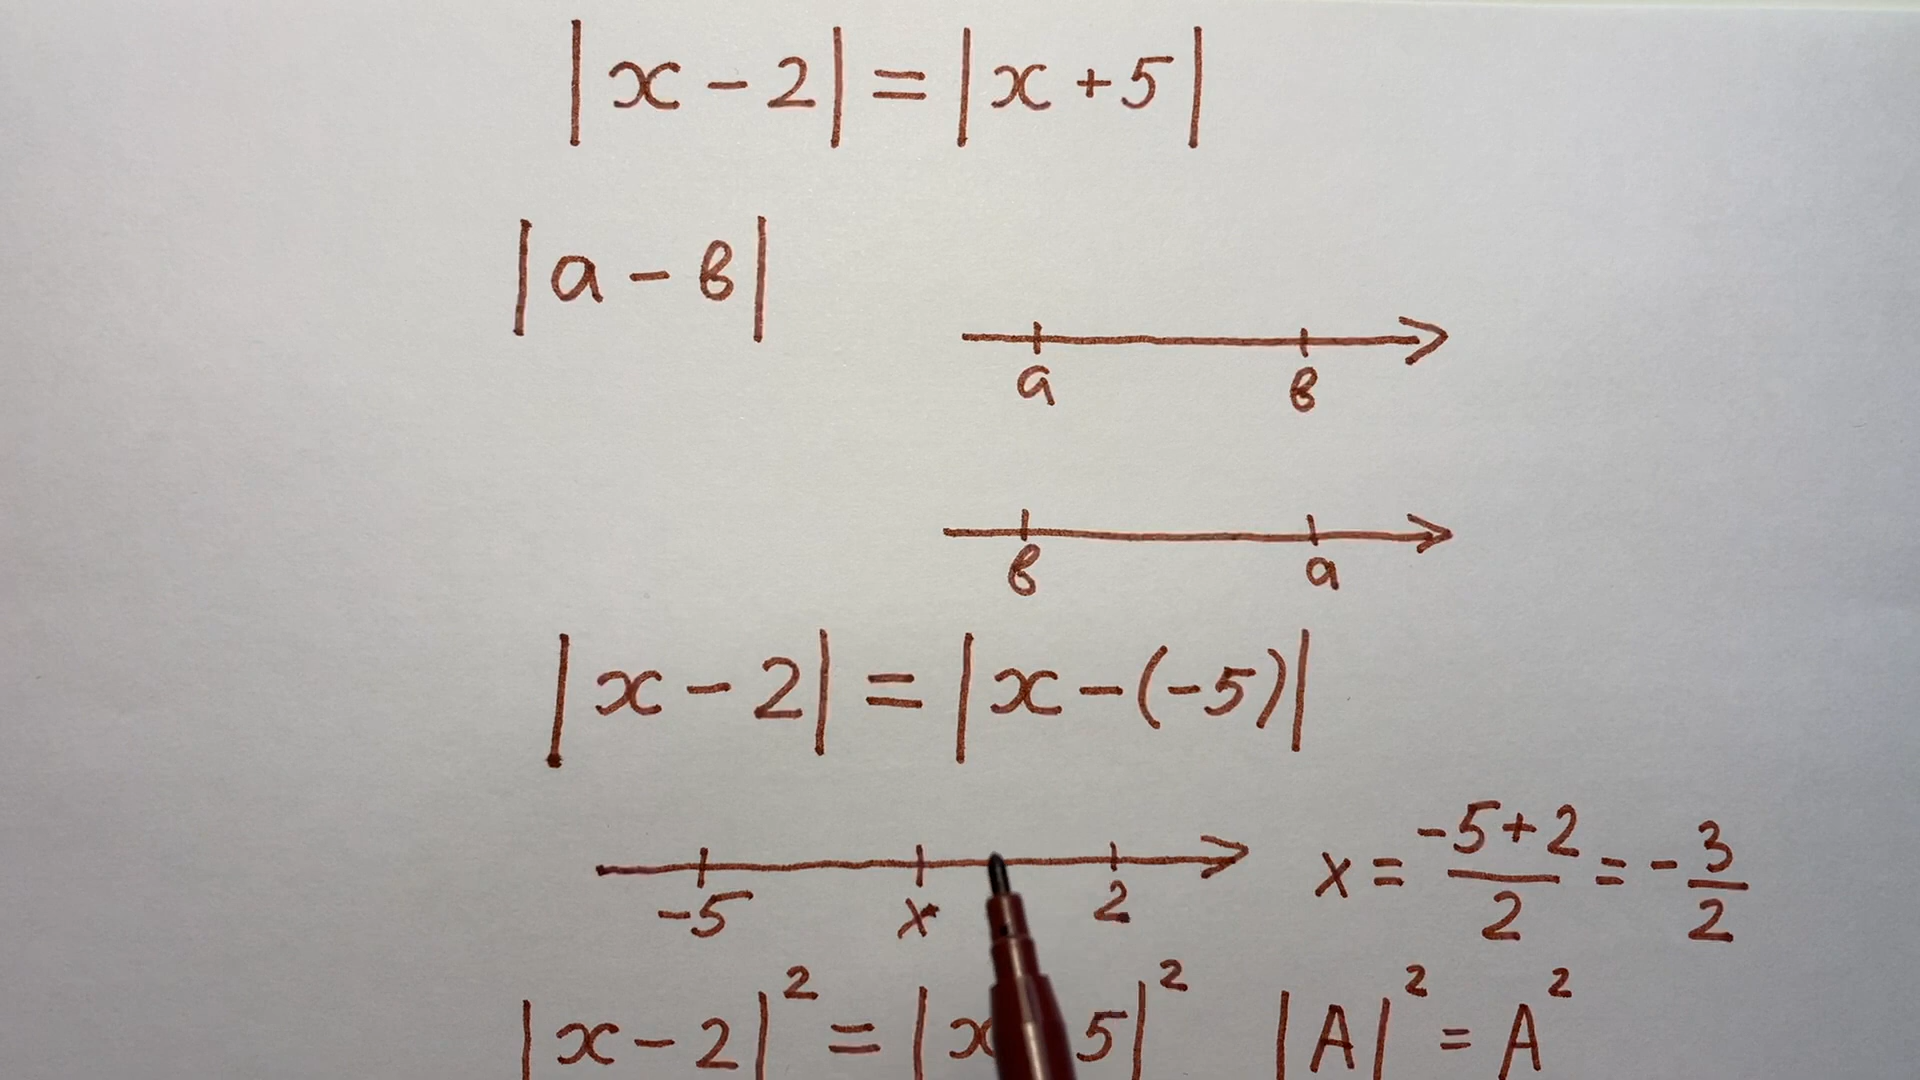 |x - 2| = |x + 5|
|a - в|
a в
в a
|x - 2| = |x - (-5)|
-5 x 2 x = (-5 + 2)/2 = -3/2
|x - 2|² = |x 5|² |A|² = A²